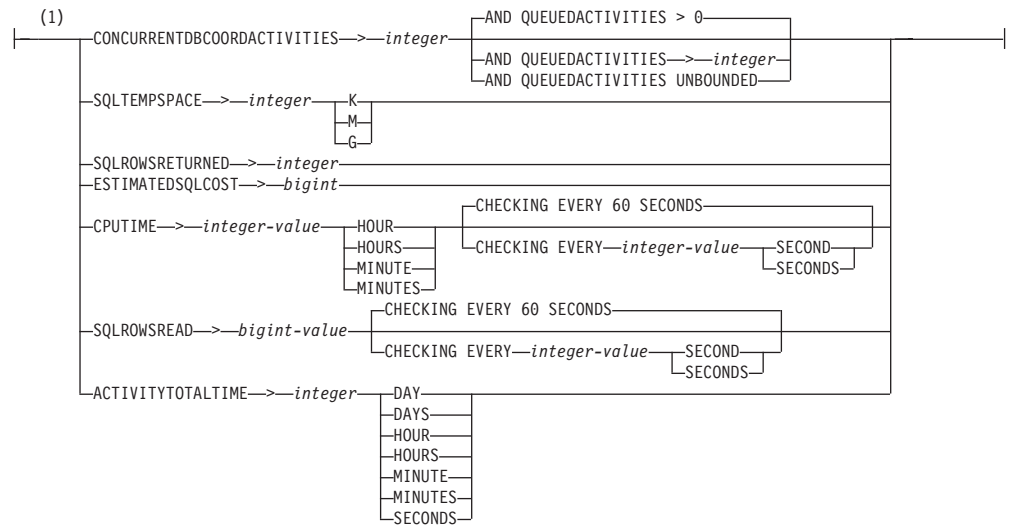 (1)
AND QUEUEDACTIVITIES > 0
CONCURRENTDBCOORDACTIVITIES > integer
AND QUEUEDACTIVITIES > integer
AND QUEUEDACTIVITIES UNBOUNDED
SQLTEMPSPACE > integer K
M
G
SQLROWSRETURNED > integer
ESTIMATEDSQLCOST > bigint
CHECKING EVERY 60 SECONDS
CPUTIME > integer-value HOUR
HOURS CHECKING EVERY integer-value SECOND
MINUTE SECONDS
MINUTES
CHECKING EVERY 60 SECONDS
SQLROWSREAD > bigint-value
CHECKING EVERY integer-value SECOND
SECONDS
ACTIVITYTOTALTIME > integer DAY
DAYS
HOUR
HOURS
MINUTE
MINUTES
SECONDS